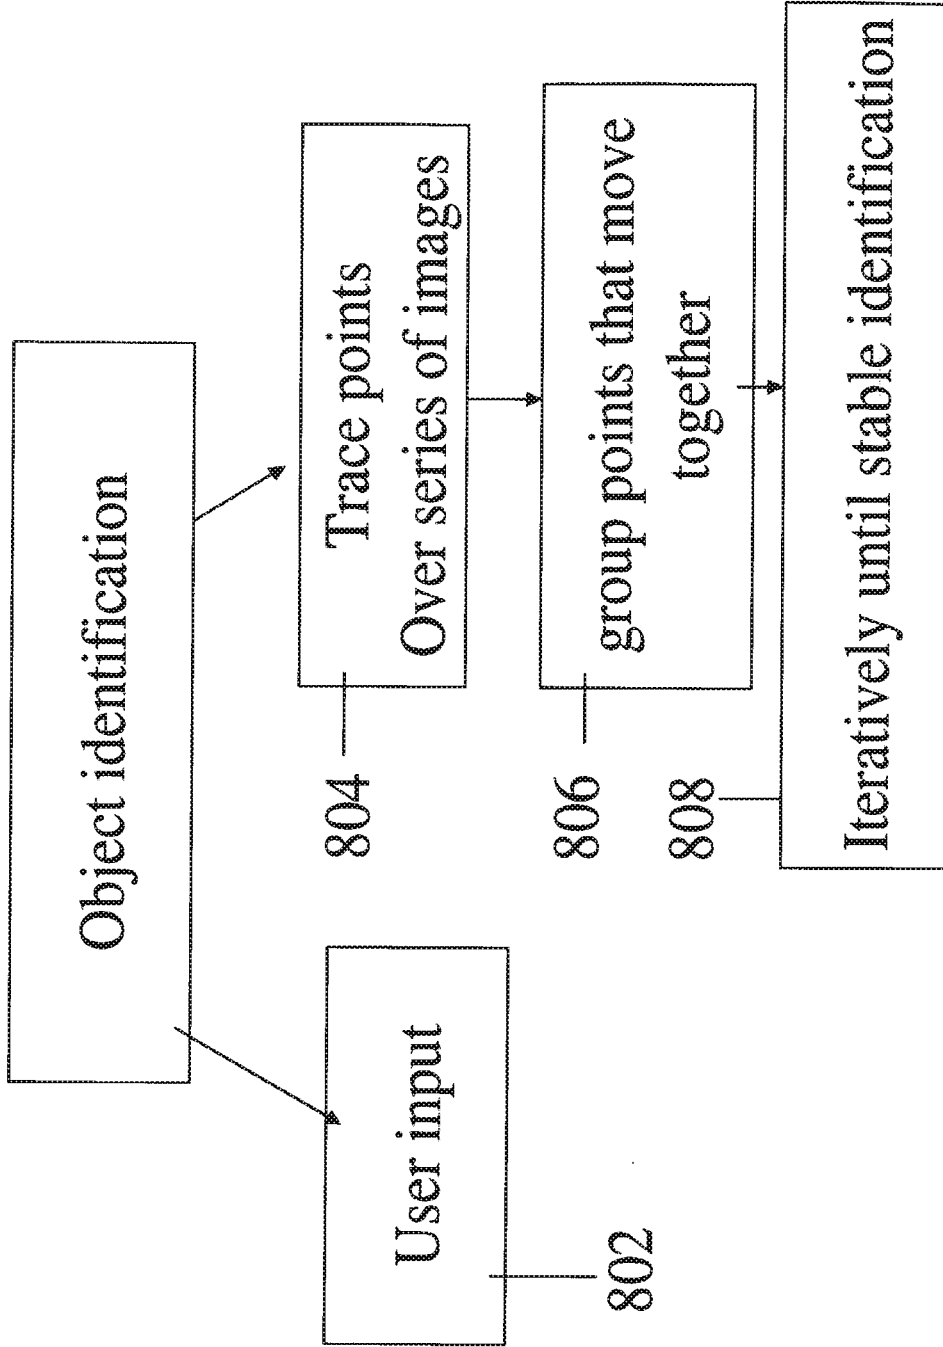 Object identification
User input
802
Trace points
Over series of images
804
group points that move
together
806
Iteratively until stable identification
808